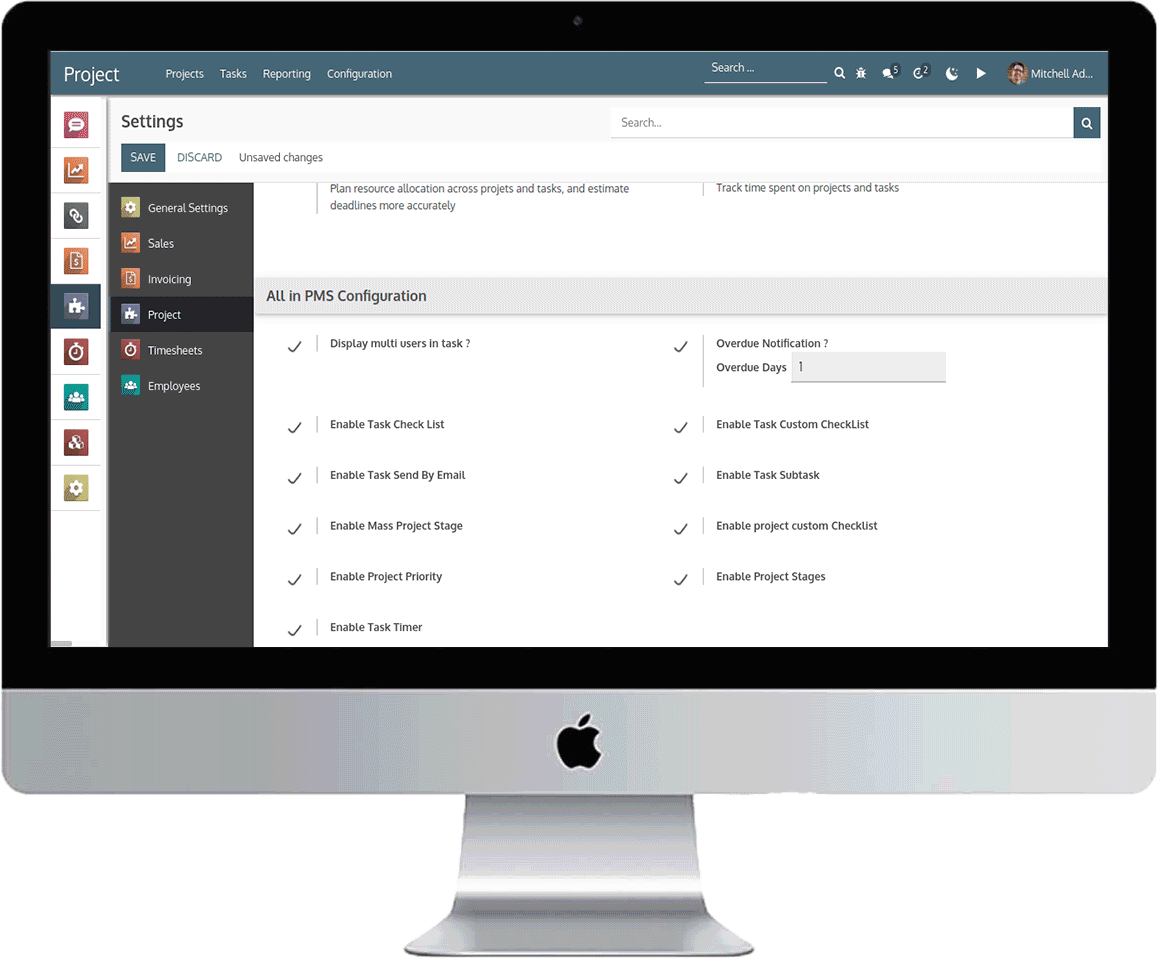 Project
Projects Tasks Reporting Configuration
Search ...
5
2
Mitchell Ad...
Settings
Search...
SAVE DISCARD Unsaved changes
General Settings
Sales
Invoicing
Project
Timesheets
Employees
Plan resource allocation across projets and tasks, and estimate
deadlines more accurately
Track time spent on projects and tasks
All in PMS Configuration
Display multi users in task ?
Overdue Notification ?
Overdue Days 1
Enable Task Check List
Enable Task Custom CheckList
Enable Task Send By Email
Enable Task Subtask
Enable Mass Project Stage
Enable project custom Checklist
Enable Project Priority
Enable Project Stages
Enable Task Timer